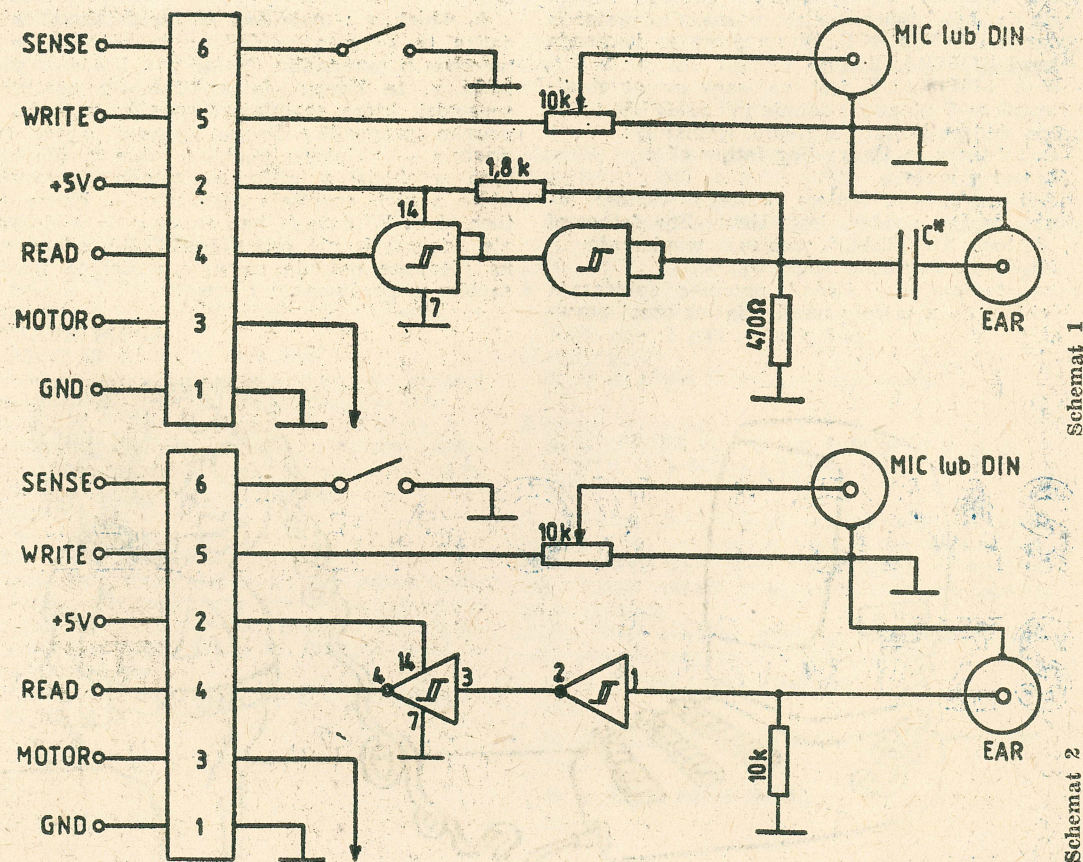 SENSE 6
MIC lub DIN
WRITE 5 10k
+5V 2 1,8 k
14
READ 4 C*
7
EAR
MOTOR 3 470Ω
GND 1
Schemat 1
SENSE 6
MIC lub DIN
WRITE 5 10k
+5V 2
READ 4 4 14 3 2 1
7
EAR
MOTOR 3 10k
GND 1
Schemat 2